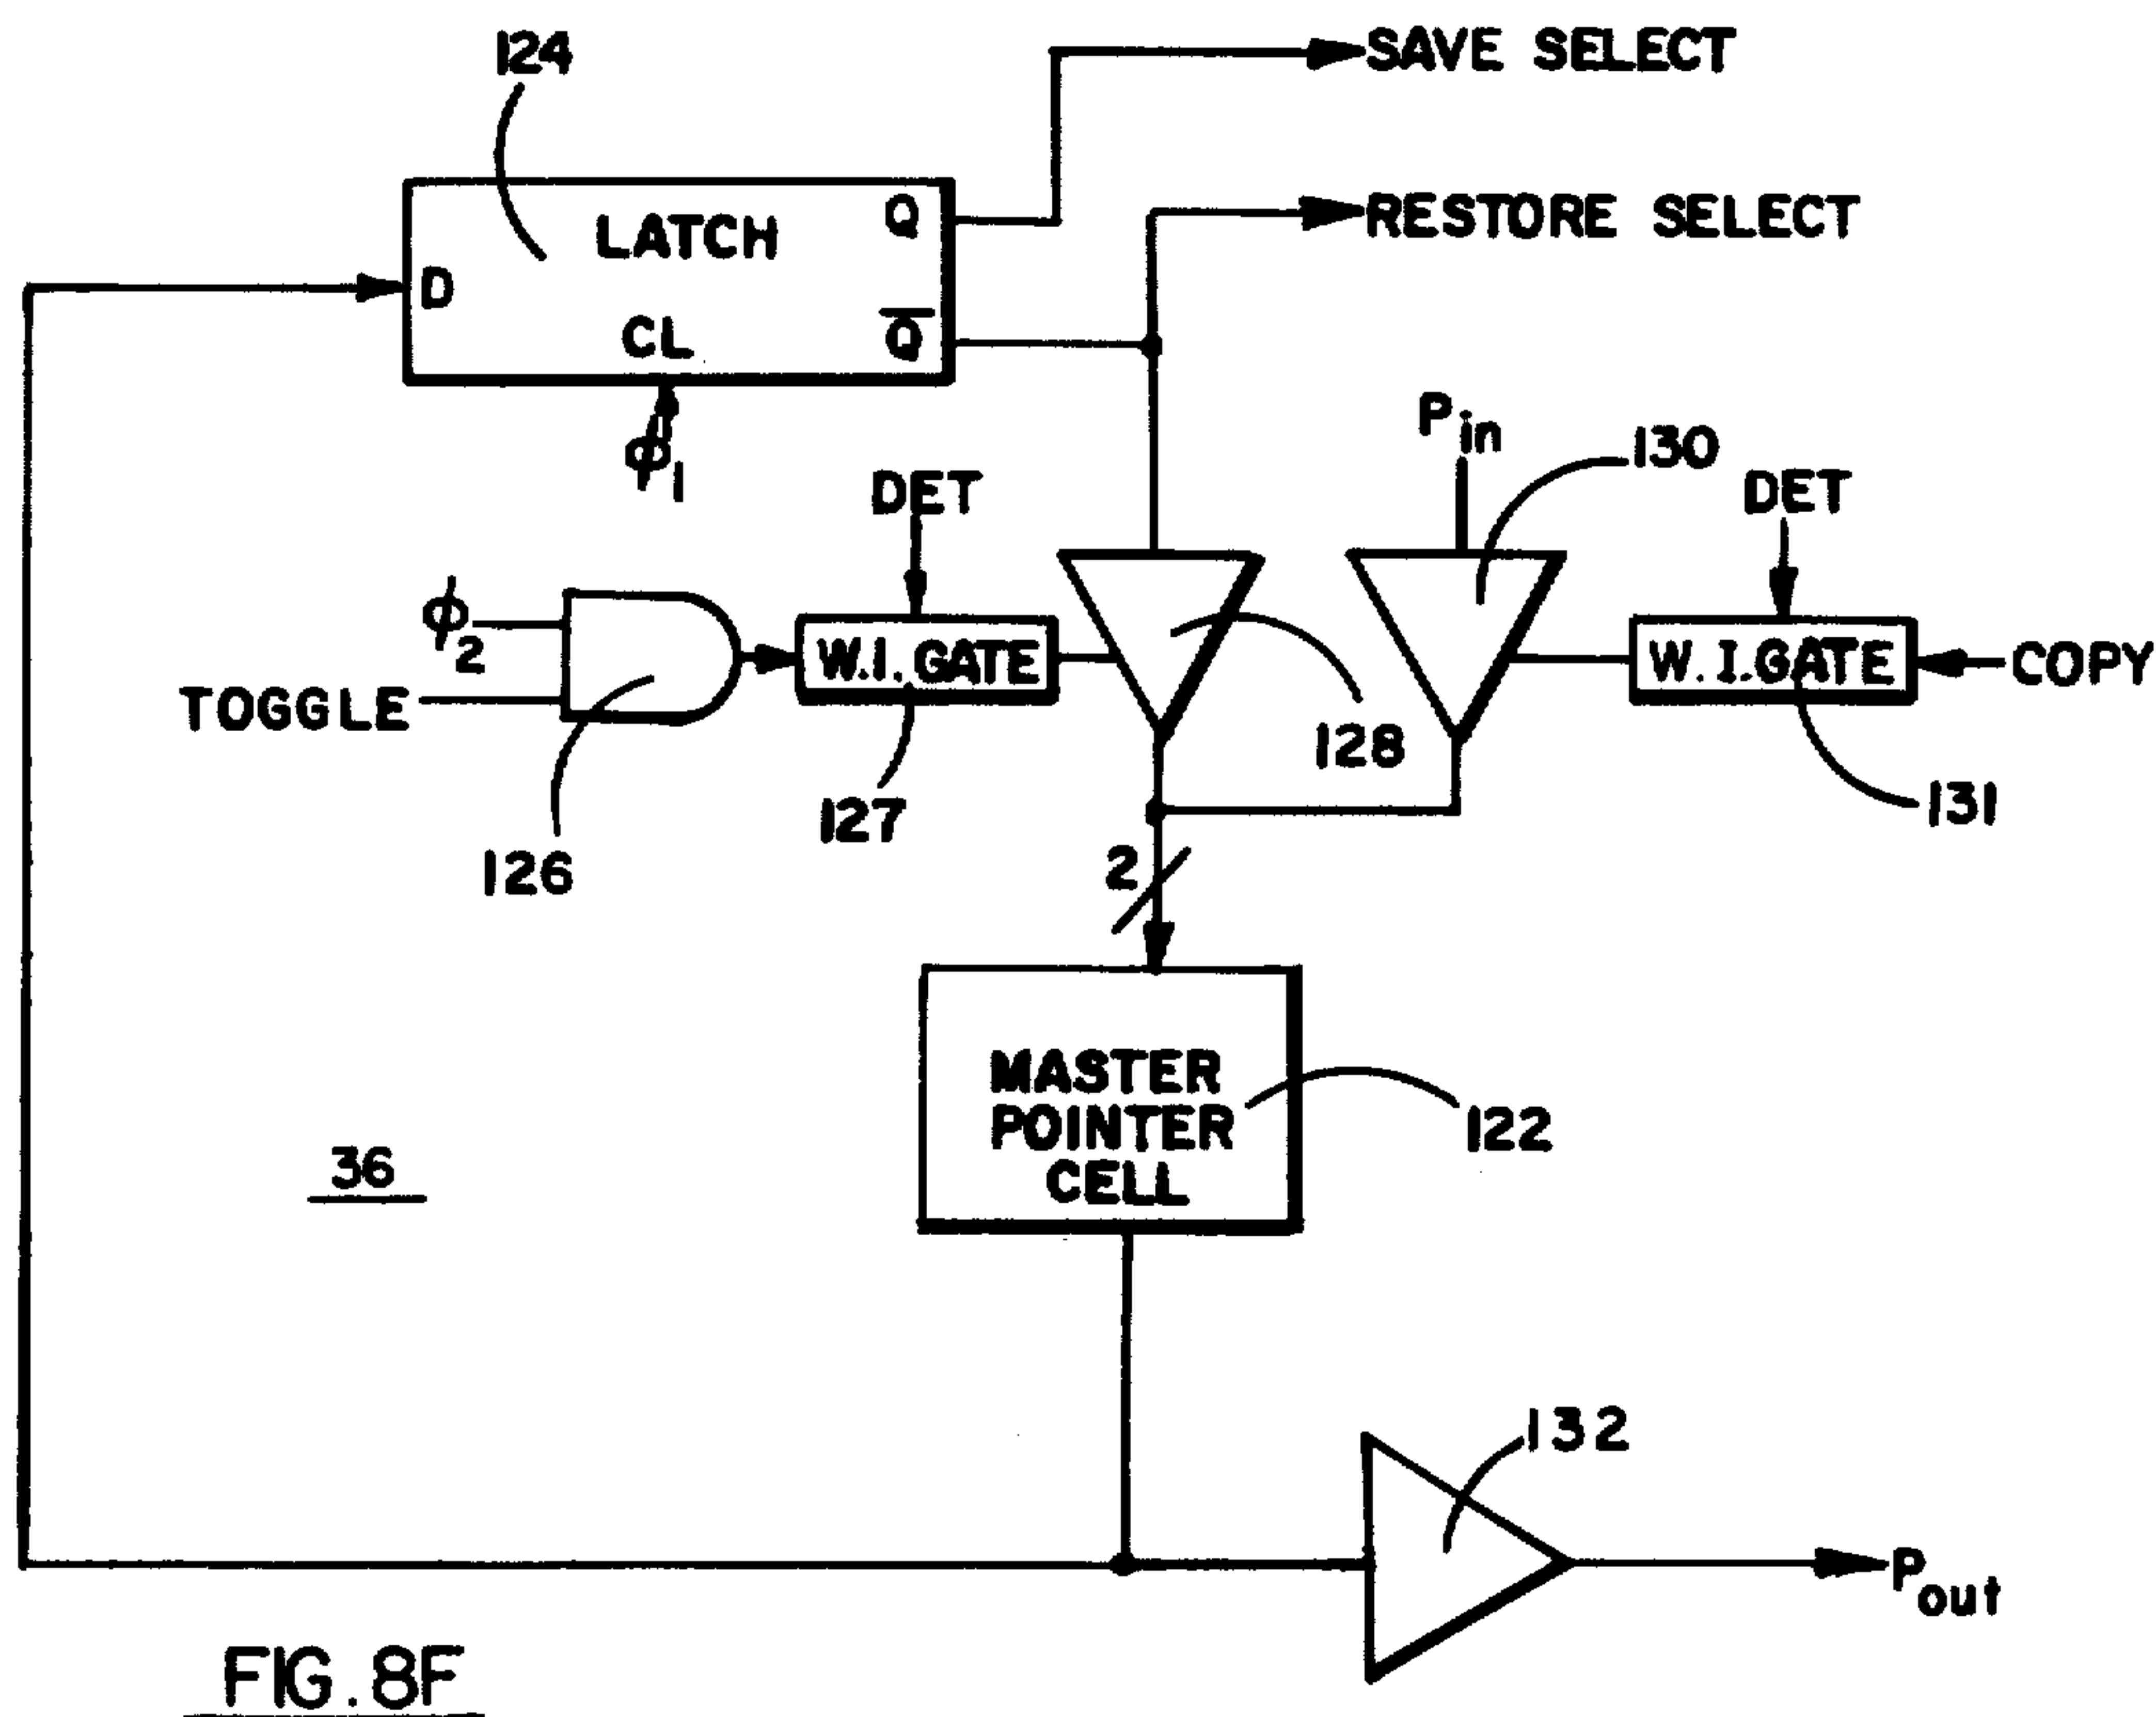 124
SAVE SELECT
LATCH
Q
RESTORE SELECT
D
CL
Q̅
ϕ1
Pin
130
DET
DET
ϕ2
TOGGLE
W.I. GATE
W.I. GATE
COPY
128
127
131
126
2
MASTER
POINTER
CELL
122
36
132
Pout
FIG. 8F